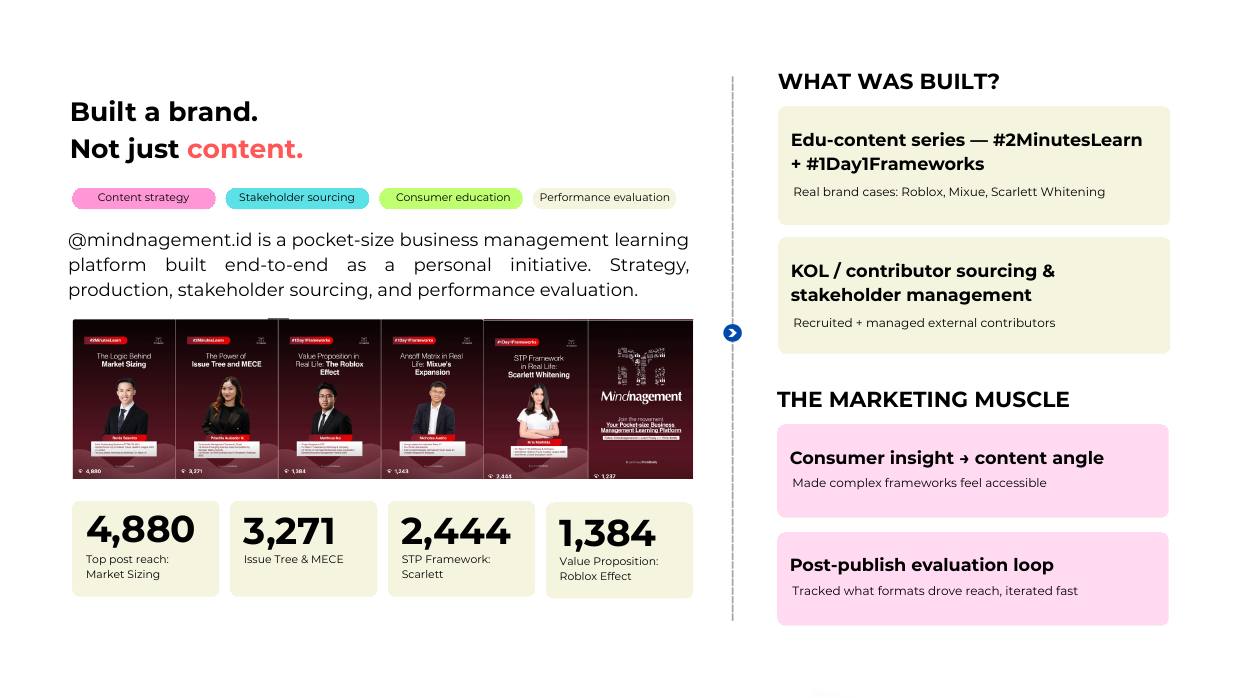 Built a brand.
Not just content.
Content strategy
Stakeholder sourcing
Consumer education
Performance evaluation
@mindnagement.id is a pocket-size business management learning
platform built end-to-end as a personal initiative. Strategy,
production, stakeholder sourcing, and performance evaluation.
#2MinutesLearn
The Logic Behind
Market Sizing
4,880
#2MinutesLearn
The Power of
Issue Tree and MECE
3,271
#1Day1Frameworks
Value Proposition in
Real Life: The Roblox
Effect
1,384
#1Day1Frameworks
Ansoff Matrix in Real
Life: Mixue's
Expansion
1,243
#1Day1Frameworks
STP Framework
in Real Life:
Scarlett Whitening
2,444
Mindnagement
Join the movement
Your Pocket-size Business
Management Learning Platform
1,237
4,880
Top post reach:
Market Sizing
3,271
Issue Tree & MECE
2,444
STP Framework:
Scarlett
1,384
Value Proposition:
Roblox Effect
WHAT WAS BUILT?
Edu-content series — #2MinutesLearn
+ #1Day1Frameworks
Real brand cases: Roblox, Mixue, Scarlett Whitening
KOL / contributor sourcing &
stakeholder management
Recruited + managed external contributors
THE MARKETING MUSCLE
Consumer insight → content angle
Made complex frameworks feel accessible
Post-publish evaluation loop
Tracked what formats drove reach, iterated fast